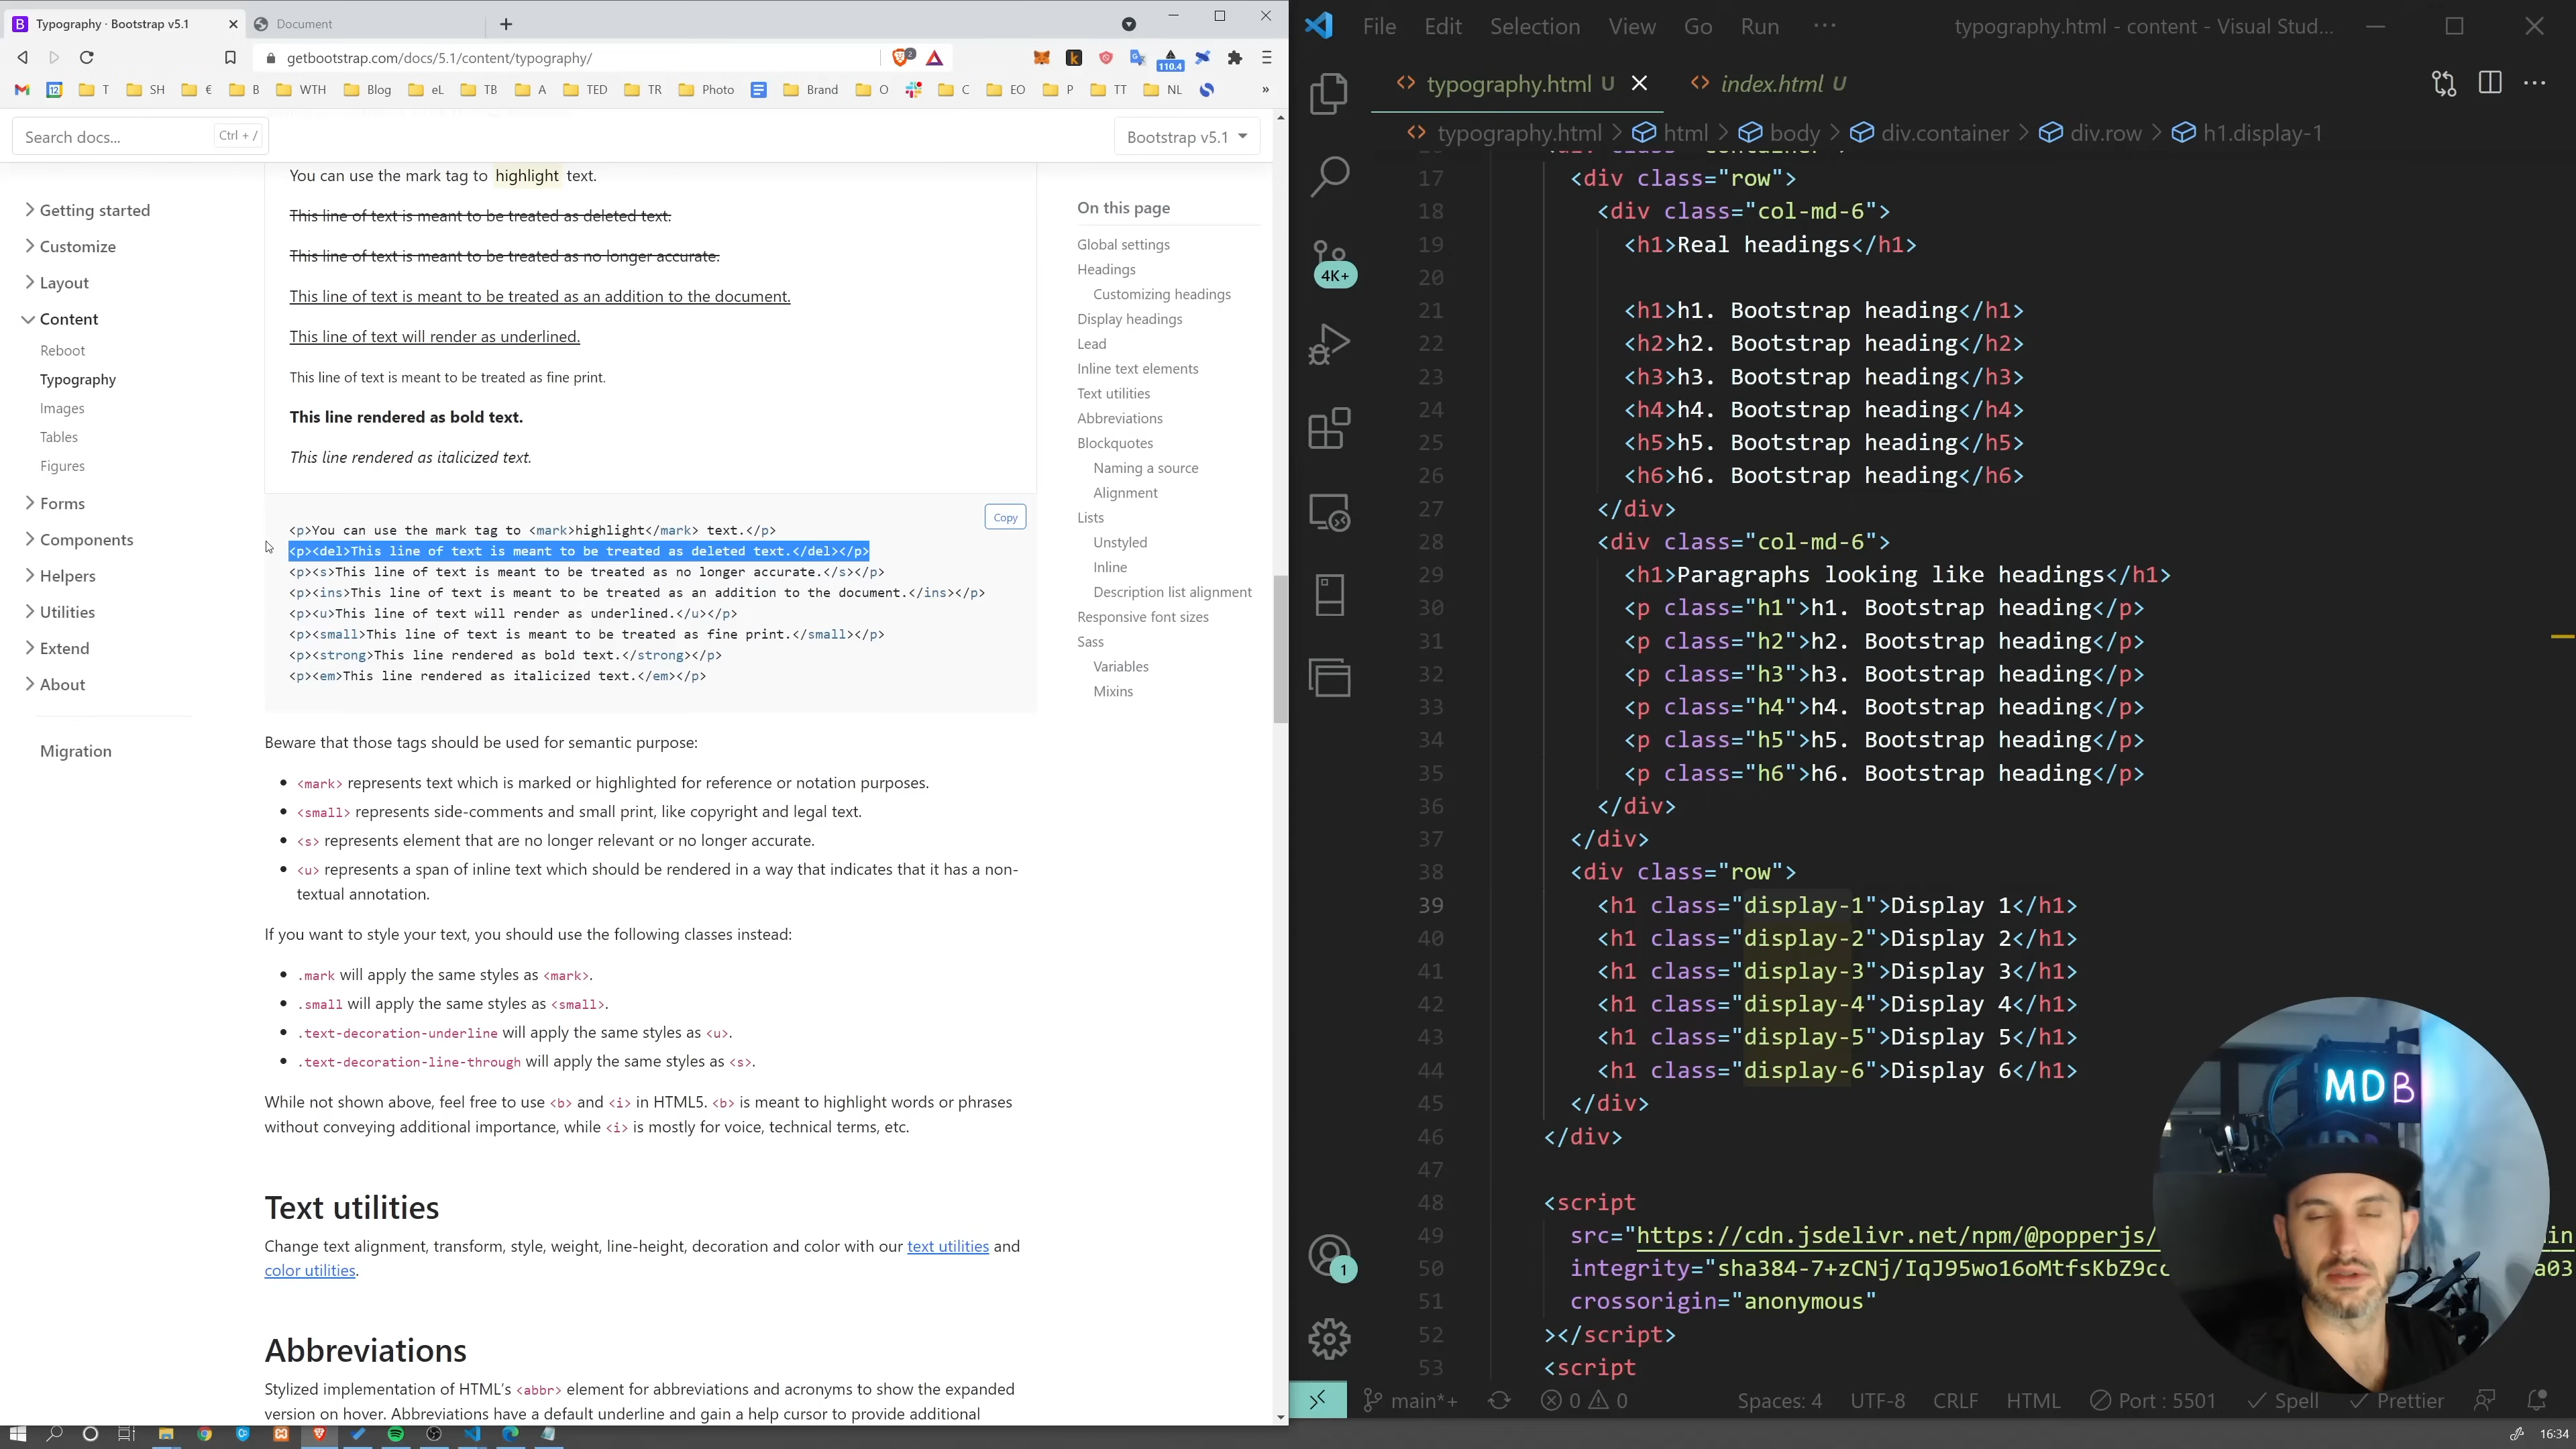 Typography · Bootstrap v5.1
Document
getbootstrap.com/docs/5.1/content/typography/
2
110.4
12 T SH € B WTH Blog eL TB A TED TR Photo Brand O C EO P TT NL »
Search docs...
Ctrl + /
Bootstrap v5.1
Getting started
Customize
Layout
Content
Reboot
Typography
Images
Tables
Figures
Forms
Components
Helpers
Utilities
Extend
About
Migration
You can use the mark tag to highlight text.
This line of text is meant to be treated as deleted text.
This line of text is meant to be treated as no longer accurate.
This line of text is meant to be treated as an addition to the document.
This line of text will render as underlined.
This line of text is meant to be treated as fine print.
This line rendered as bold text.
This line rendered as italicized text.
Copy
<p>You can use the mark tag to <mark>highlight</mark> text.</p>
<p><del>This line of text is meant to be treated as deleted text.</del></p>
<p><s>This line of text is meant to be treated as no longer accurate.</s></p>
<p><ins>This line of text is meant to be treated as an addition to the document.</ins></p>
<p><u>This line of text will render as underlined.</u></p>
<p><small>This line of text is meant to be treated as fine print.</small></p>
<p><strong>This line rendered as bold text.</strong></p>
<p><em>This line rendered as italicized text.</em></p>
Beware that those tags should be used for semantic purpose:
<mark> represents text which is marked or highlighted for reference or notation purposes.
<small> represents side-comments and small print, like copyright and legal text.
<s> represents element that are no longer relevant or no longer accurate.
<u> represents a span of inline text which should be rendered in a way that indicates that it has a non-
textual annotation.
If you want to style your text, you should use the following classes instead:
.mark will apply the same styles as <mark>.
.small will apply the same styles as <small>.
.text-decoration-underline will apply the same styles as <u>.
.text-decoration-line-through will apply the same styles as <s>.
While not shown above, feel free to use <b> and <i> in HTML5. <b> is meant to highlight words or phrases
without conveying additional importance, while <i> is mostly for voice, technical terms, etc.
Text utilities
Change text alignment, transform, style, weight, line-height, decoration and color with our text utilities and
color utilities.
Abbreviations
Stylized implementation of HTML's <abbr> element for abbreviations and acronyms to show the expanded
version on hover. Abbreviations have a default underline and gain a help cursor to provide additional
On this page
Global settings
Headings
Customizing headings
Display headings
Lead
Inline text elements
Text utilities
Abbreviations
Blockquotes
Naming a source
Alignment
Lists
Unstyled
Inline
Description list alignment
Responsive font sizes
Sass
Variables
Mixins
File Edit Selection View Go Run ···
typography.html - content - Visual Stud...
typography.html U
index.html U
typography.html > html > body > div.container > div.row > h1.display-1
4K+
1
17 <div class="row">
18 <div class="col-md-6">
19 <h1>Real headings</h1>
20
21 <h1>h1. Bootstrap heading</h1>
22 <h2>h2. Bootstrap heading</h2>
23 <h3>h3. Bootstrap heading</h3>
24 <h4>h4. Bootstrap heading</h4>
25 <h5>h5. Bootstrap heading</h5>
26 <h6>h6. Bootstrap heading</h6>
27 </div>
28 <div class="col-md-6">
29 <h1>Paragraphs looking like headings</h1>
30 <p class="h1">h1. Bootstrap heading</p>
31 <p class="h2">h2. Bootstrap heading</p>
32 <p class="h3">h3. Bootstrap heading</p>
33 <p class="h4">h4. Bootstrap heading</p>
34 <p class="h5">h5. Bootstrap heading</p>
35 <p class="h6">h6. Bootstrap heading</p>
36 </div>
37 </div>
38 <div class="row">
39 <h1 class="display-1">Display 1</h1>
40 <h1 class="display-2">Display 2</h1>
41 <h1 class="display-3">Display 3</h1>
42 <h1 class="display-4">Display 4</h1>
43 <h1 class="display-5">Display 5</h1>
44 <h1 class="display-6">Display 6</h1>
45 </div>
46 </div>
47
48 <script
49 src="https://cdn.jsdelivr.net/npm/@popperjs/ in
50 integrity="sha384-7+zCNj/IqJ95wo16oMtfsKbZ9cc a03
51 crossorigin="anonymous"
52 ></script>
53 <script
MDB
main*+ 0 0 Spaces: 4 UTF-8 CRLF HTML Port : 5501 Spell Prettier
16:34